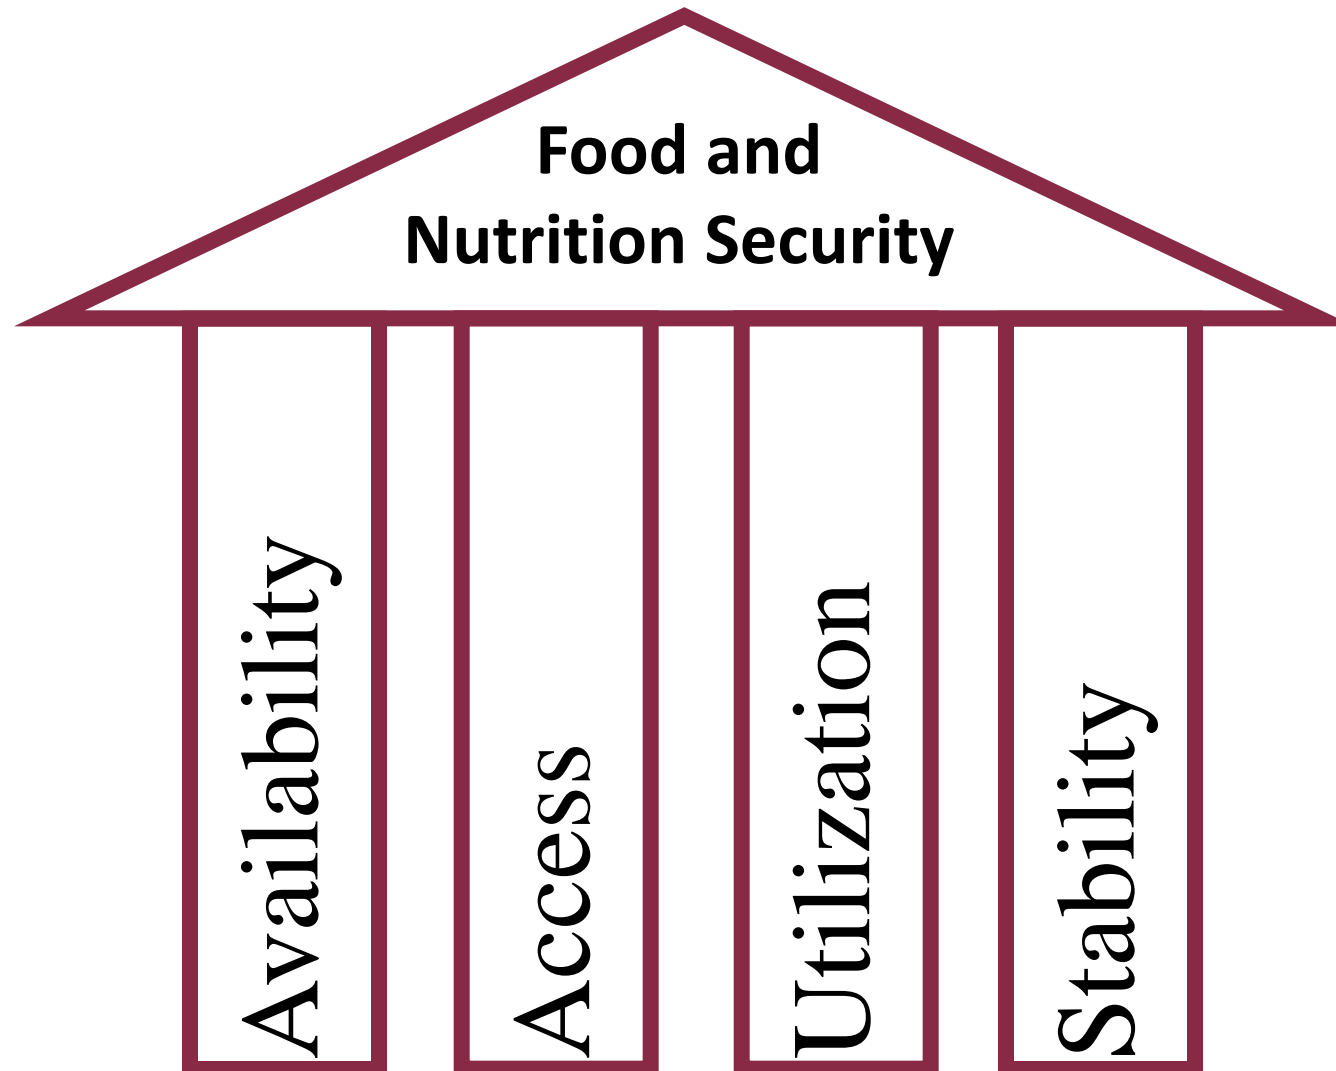 Food and
Nutrition Security
Availability
Access
Utilization
Stability